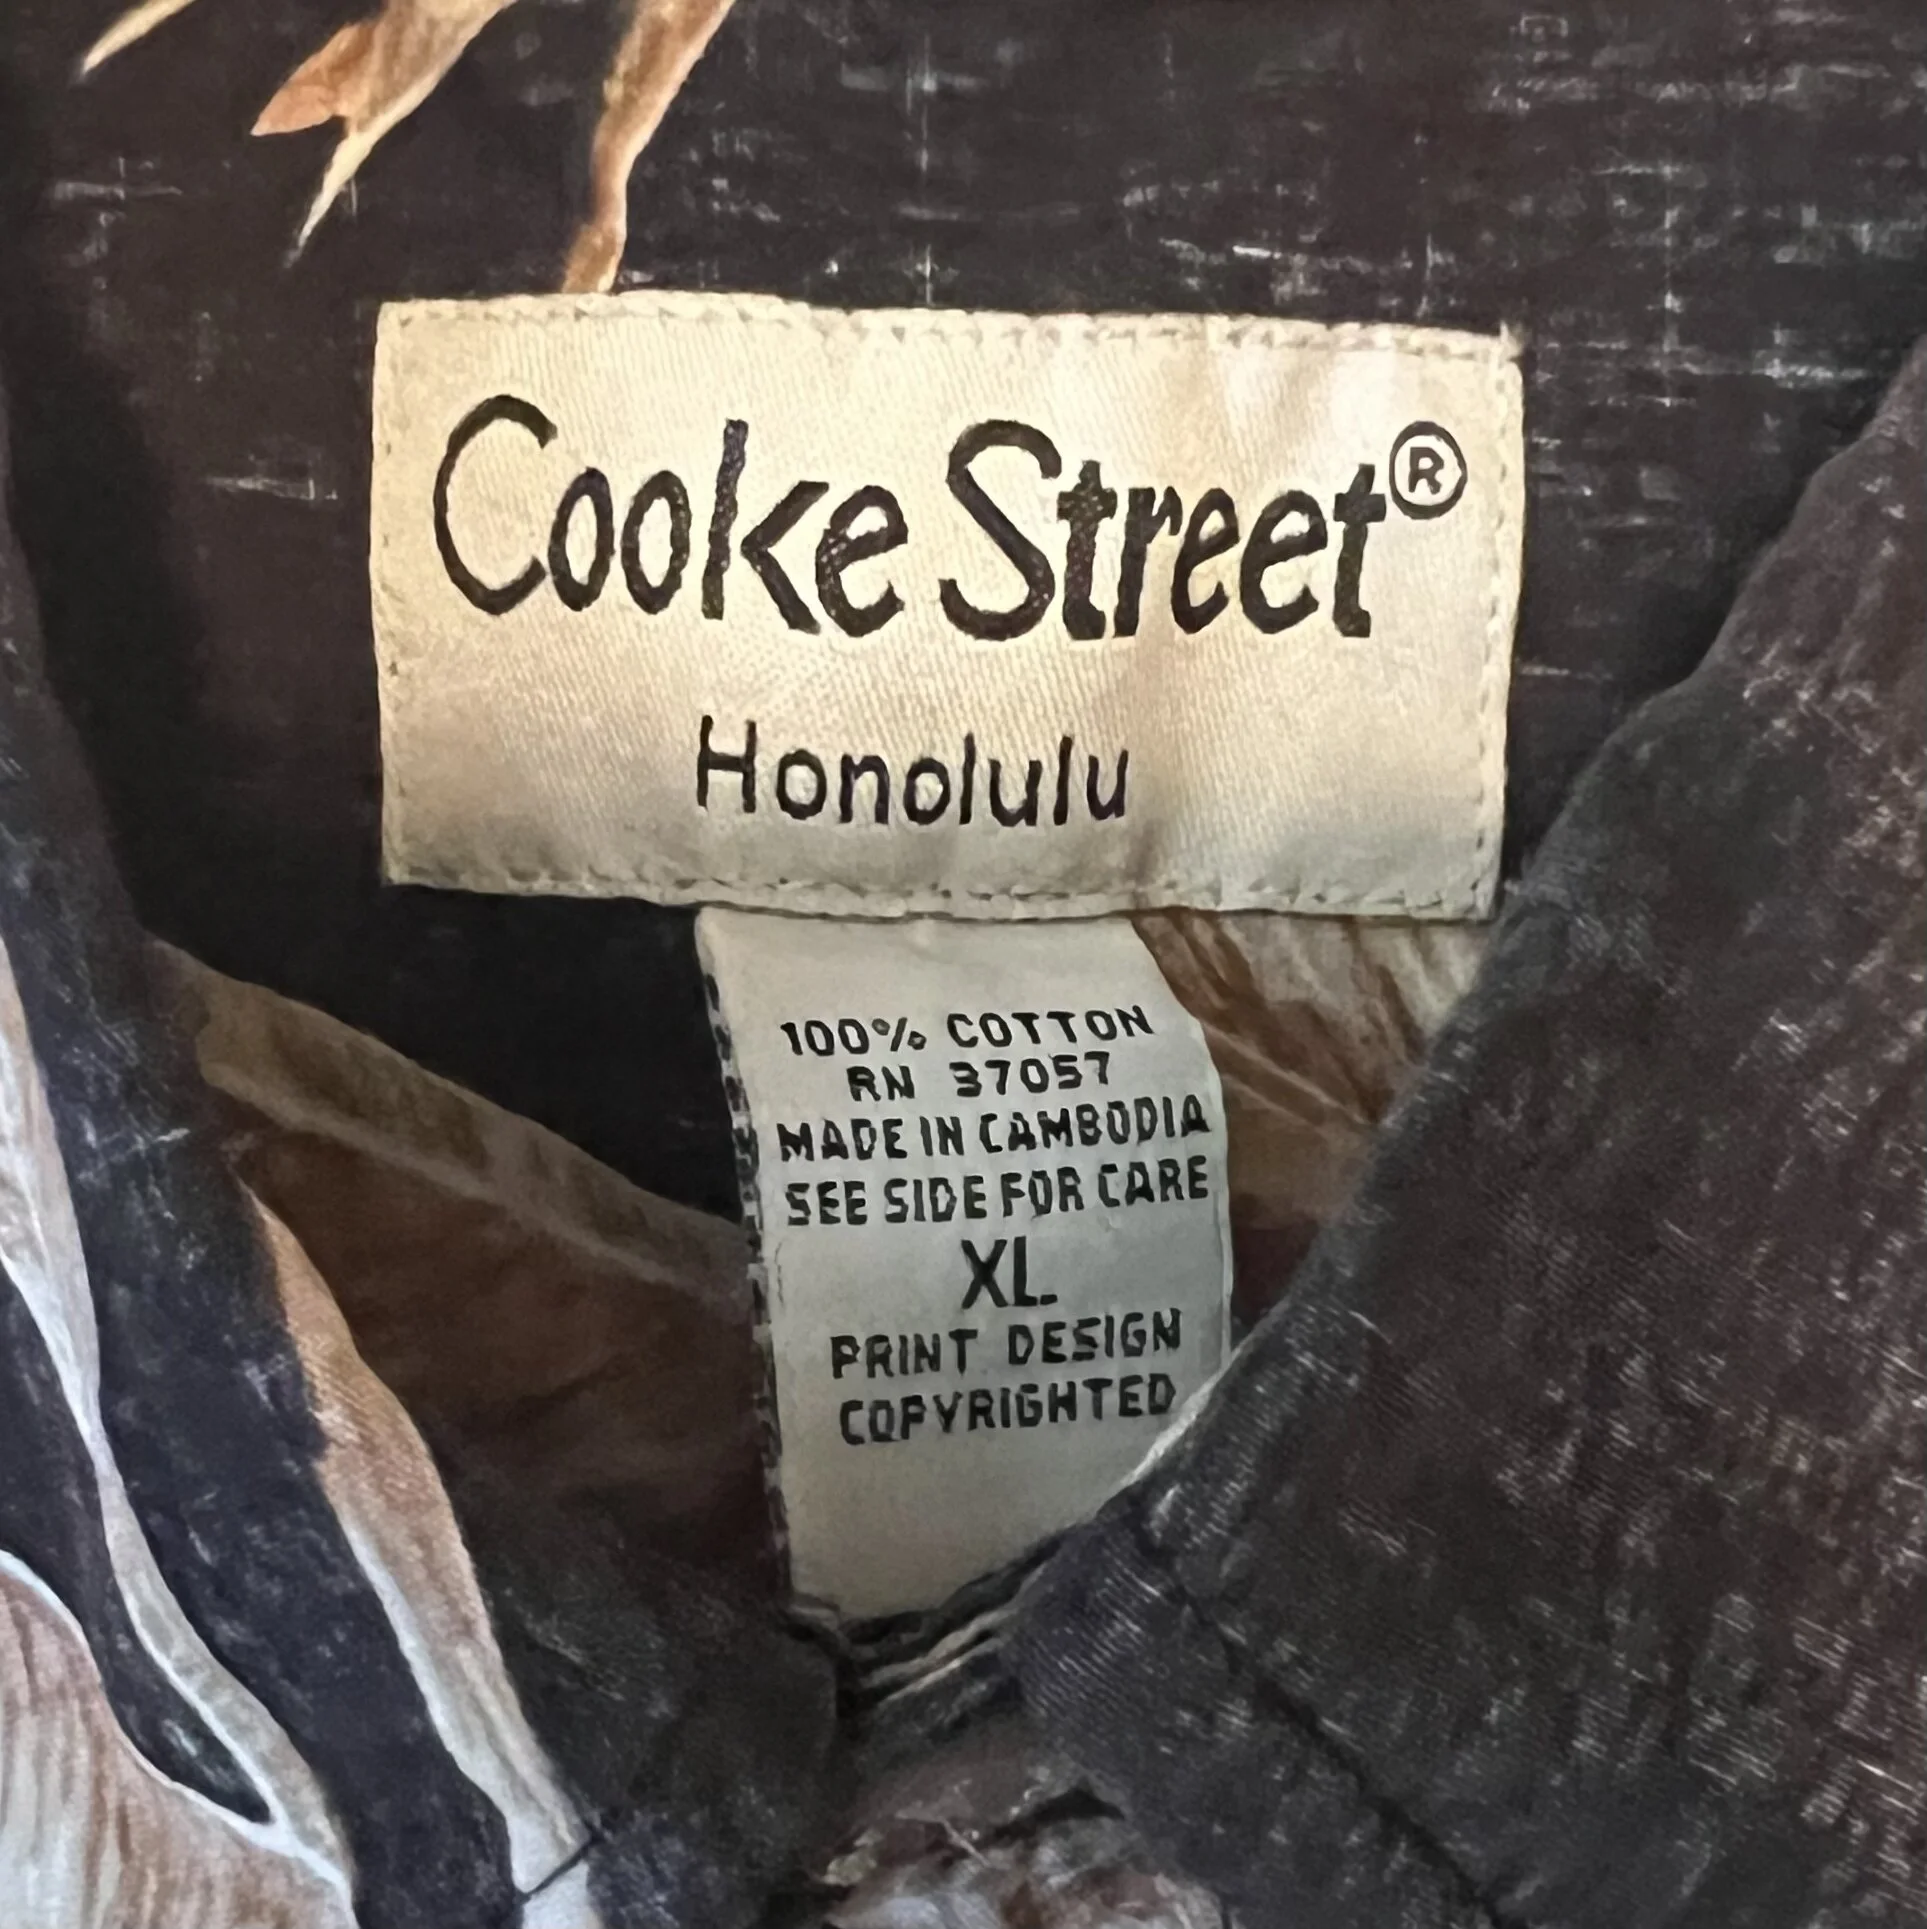 Cooke Street®
Honolulu
100% COTTON
RN 37057
MADE IN CAMBODIA
SEE SIDE FOR CARE
XL
PRINT DESIGN
COPYRIGHTED